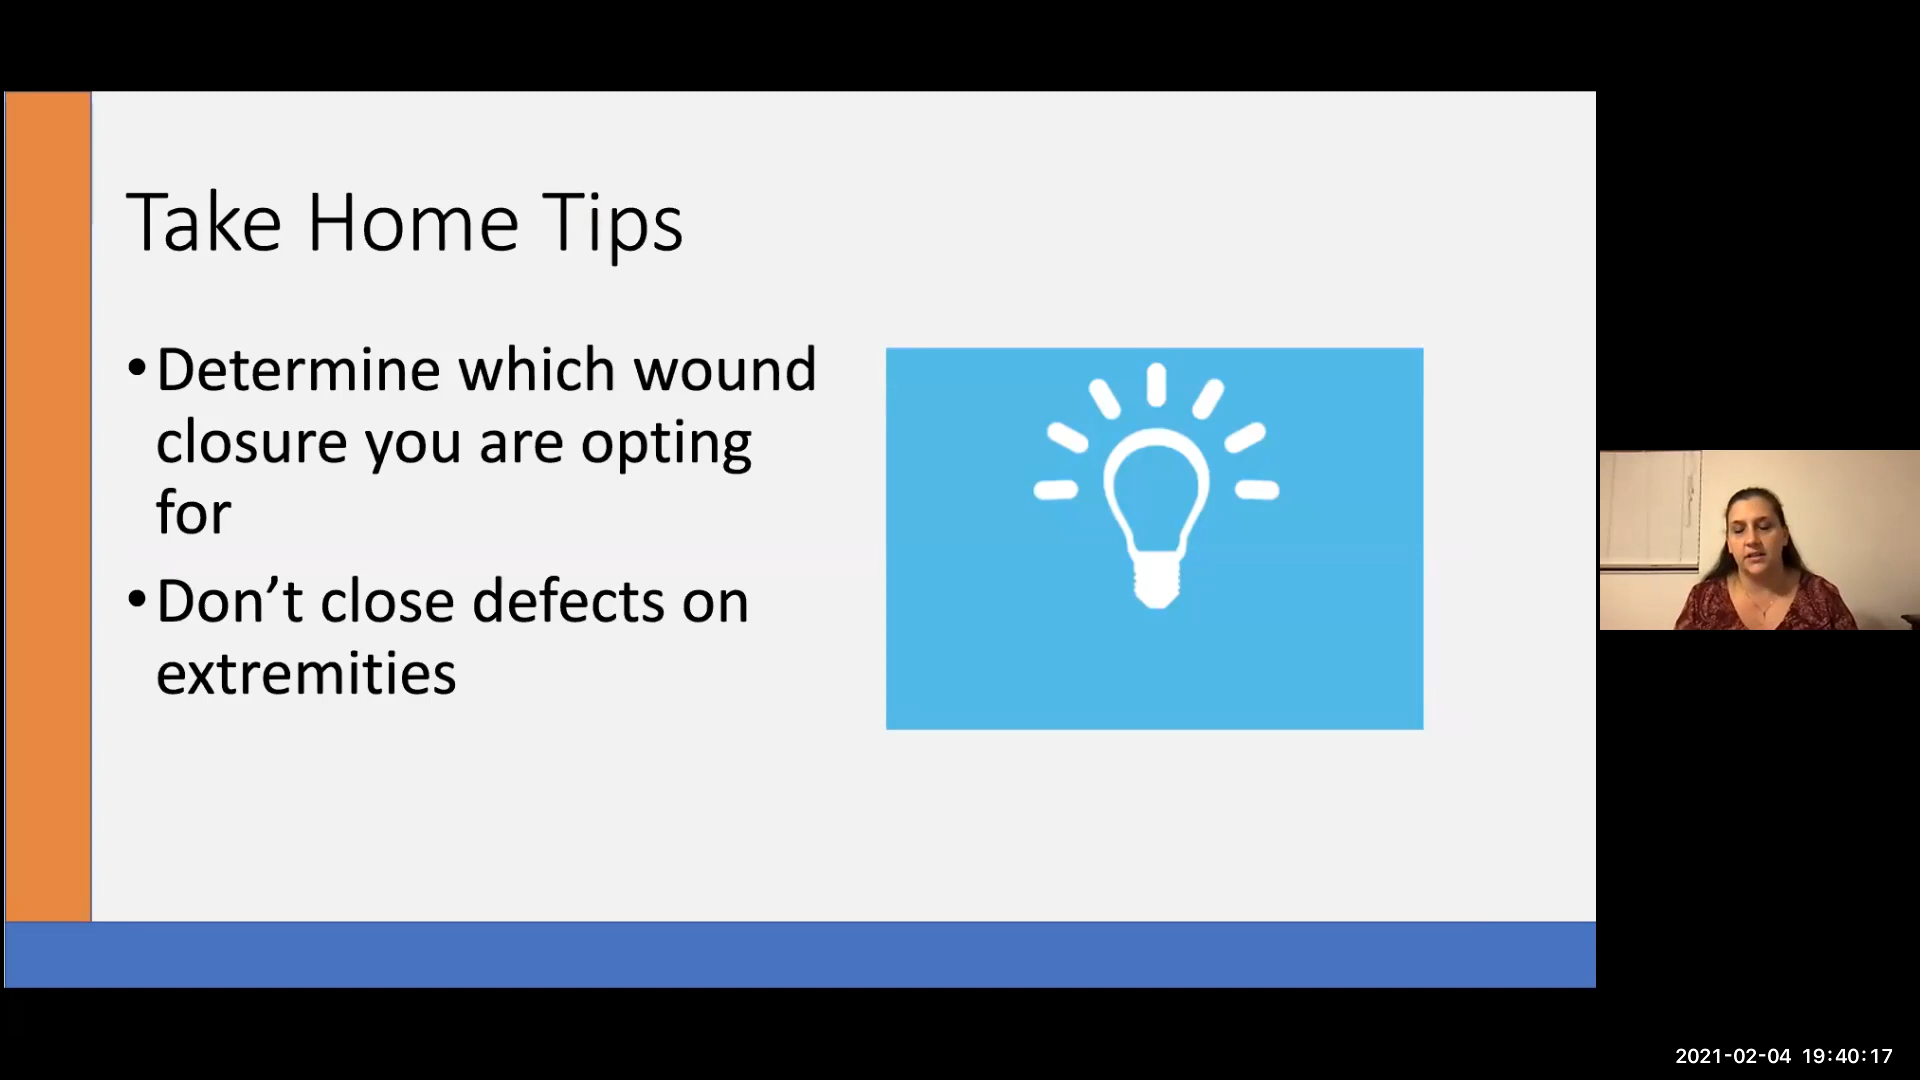 Take Home Tips
• Determine which wound
closure you are opting
for
• Don’t close defects on
extremities
2021-02-04 19:40:17